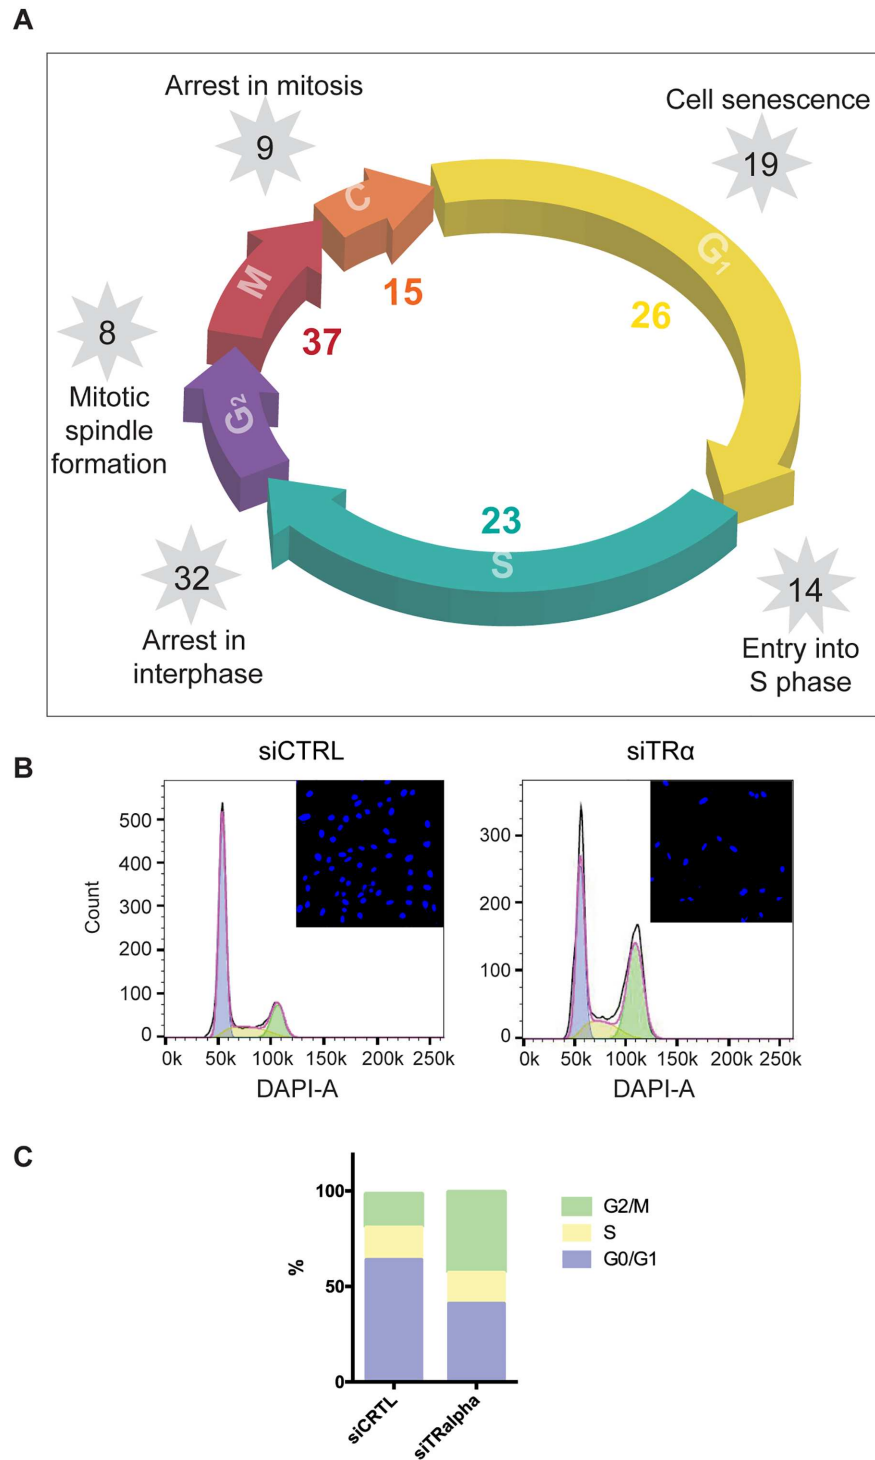 A
Arrest in mitosis
9
Cell senescence
19
C
G1
M
15
26
8
37
Mitotic
spindle
formation
G2
23
S
32
Arrest in
interphase
14
Entry into
S phase
B
siCTRL
siTRα
Count
500
400
300
200
100
0
0k 50k 100k 150k 200k 250k
DAPI-A
300
200
100
0
0k 50k 100k 150k 200k 250k
DAPI-A
C
%
100
50
0
siCRTL
siTRalpha
G2/M
S
G0/G1